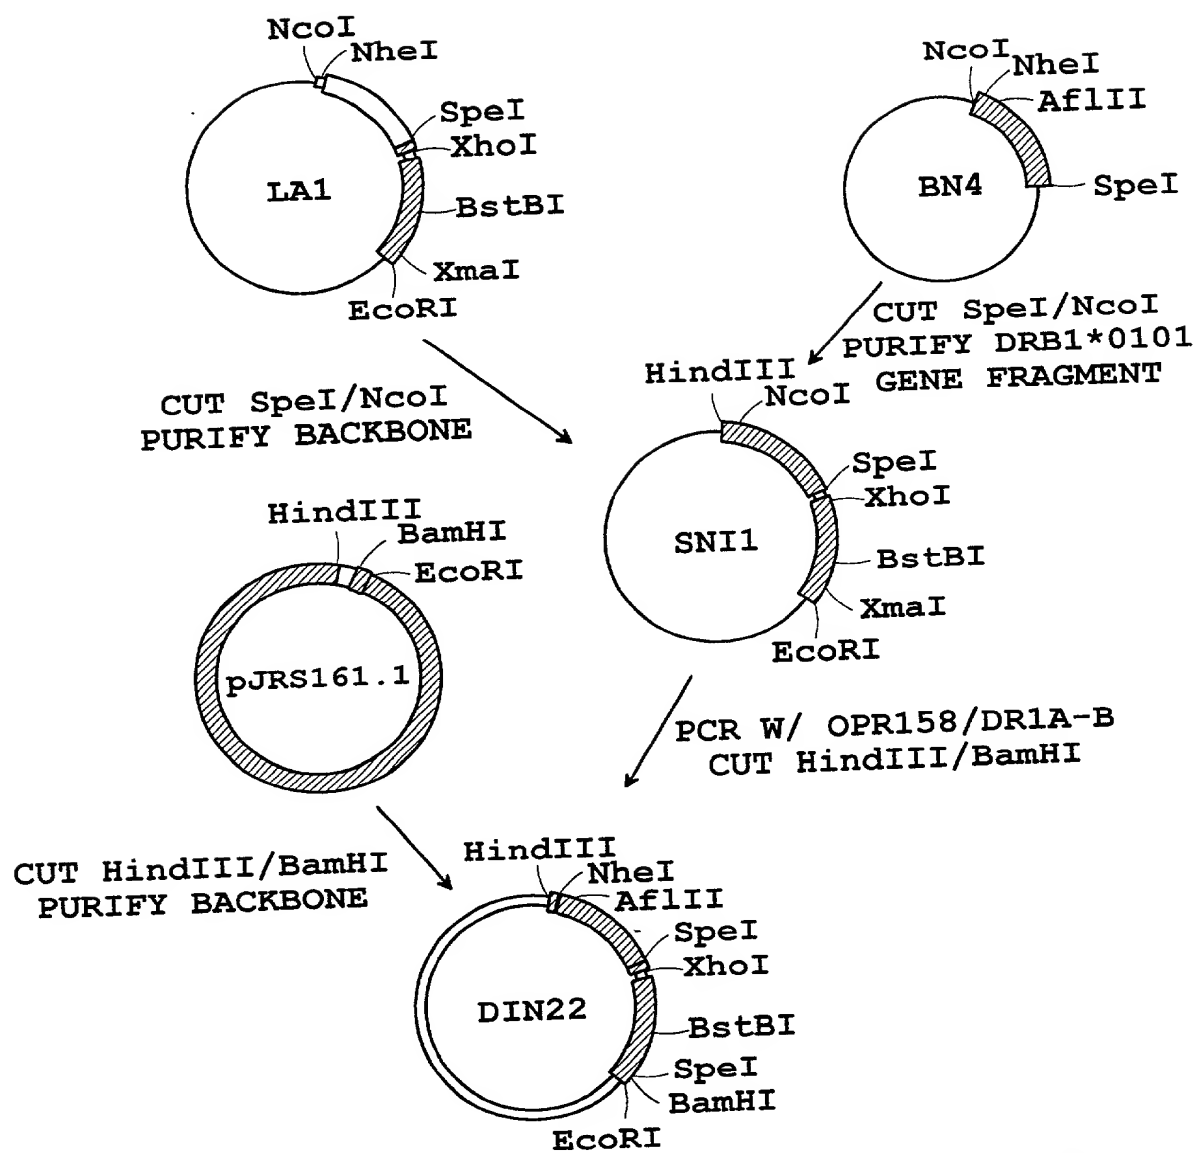 NcoI
NheI
SpeI
XhoI
LA1
BstBI
XmaI
EcoRI
NcoI
NheI
AflII
BN4
SpeI
CUT SpeI/NcoI
PURIFY DRB1*0101
GENE FRAGMENT
CUT SpeI/NcoI
PURIFY BACKBONE
HindIII
NcoI
SpeI
XhoI
SNI1
BstBI
XmaI
EcoRI
HindIII
BamHI
EcoRI
pJRS161.1
PCR W/ OPR158/DR1A-B
CUT HindIII/BamHI
CUT HindIII/BamHI
PURIFY BACKBONE
HindIII
NheI
AflII
SpeI
XhoI
DIN22
BstBI
SpeI
BamHI
EcoRI